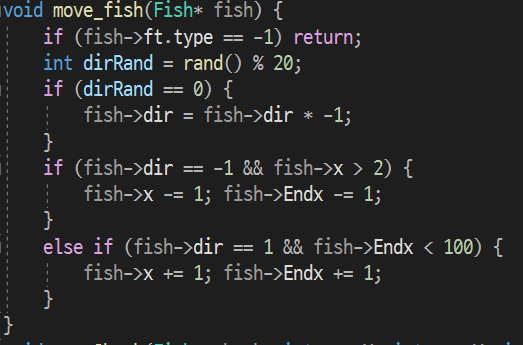 void move_fish(Fish* fish) {
if (fish->ft.type == -1) return;
int dirRand = rand() % 20;
if (dirRand == 0) {
fish->dir = fish->dir * -1;
}
if (fish->dir == -1 && fish->x > 2) {
fish->x -= 1; fish->Endx -= 1;
}
else if (fish->dir == 1 && fish->Endx < 100) {
fish->x += 1; fish->Endx += 1;
}
}